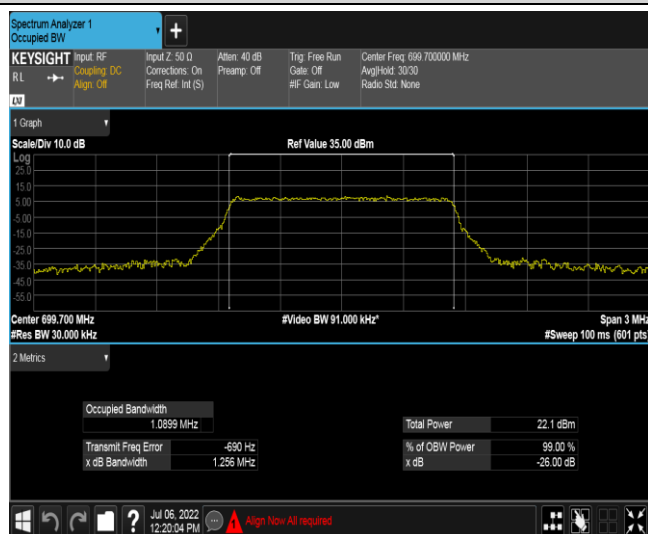 Spectrum Analyzer 1
Occupied BW
+
KEYSIGHT
RL
LXI
Input: RF
Coupling: DC
Align: Off
Input Z: 50 Ω
Corrections: On
Freq Ref: Int (S)
Atten: 40 dB
Preamp: Off
Trig: Free Run
Gate: Off
#IF Gain: Low
Center Freq: 699.700000 MHz
Avg|Hold: 30/30
Radio Std: None
1 Graph
Scale/Div 10.0 dB
Ref Value 35.00 dBm
Log
25.0
15.0
5.00
-5.00
-15.0
-25.0
-35.0
-45.0
-55.0
Center 699.700 MHz
#Video BW 91.000 kHz*
Span 3 MHz
#Res BW 30.000 kHz
#Sweep 100 ms (601 pts)
2 Metrics
Occupied Bandwidth
1.0899 MHz
Total Power 22.1 dBm
Transmit Freq Error -690 Hz
% of OBW Power 99.00 %
x dB Bandwidth 1.256 MHz
x dB -26.00 dB
?
Jul 06, 2022
12:20:04 PM
Align Now All required